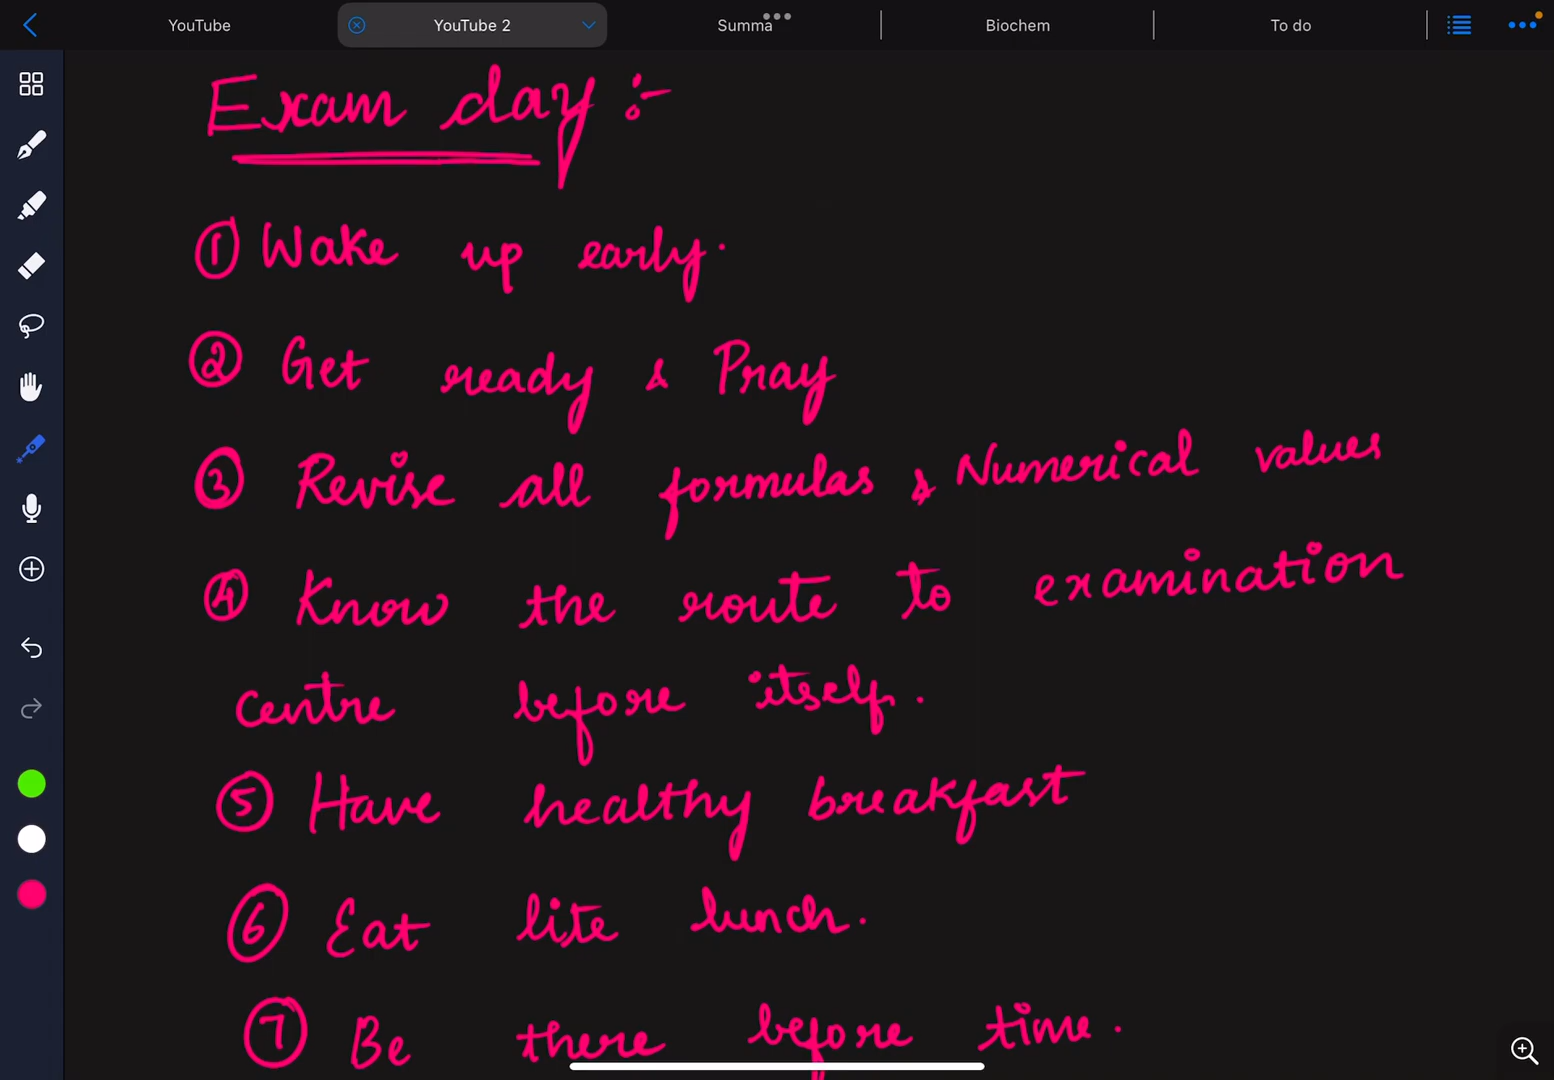 YouTube YouTube 2 Summa Biochem To do
Exam day :-
① Wake up early.
② Get ready & Pray
③ Revise all formulas & Numerical values
④ Know the route to examination
centre before itself.
⑤ Have healthy breakfast
⑥ Eat lite lunch.
⑦ Be there before time.